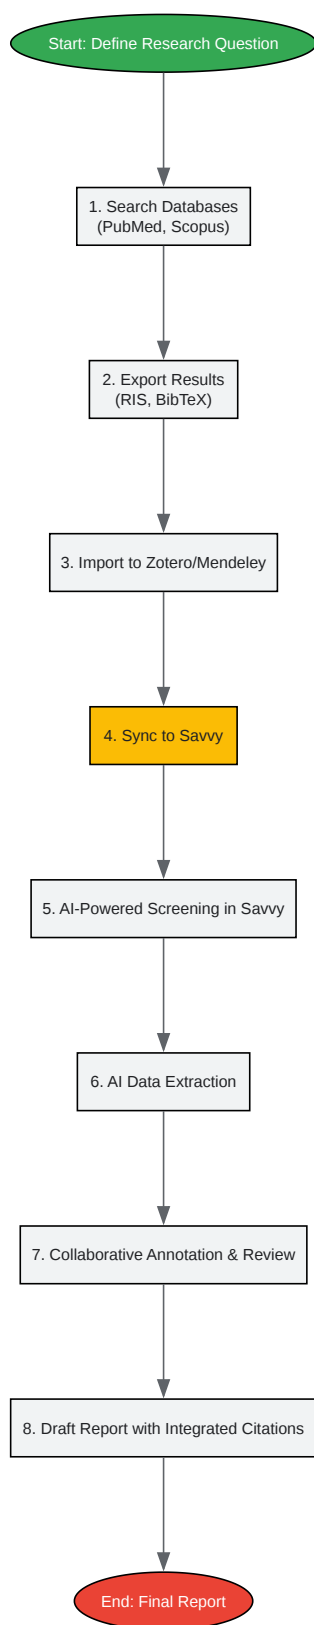 Start: Define Research Question
1. Search Databases
(PubMed, Scopus)
2. Export Results
(RIS, BibTeX)
3. Import to Zotero/Mendeley
4. Sync to Savvy
5. AI-Powered Screening in Savvy
6. AI Data Extraction
7. Collaborative Annotation & Review
8. Draft Report with Integrated Citations
End: Final Report